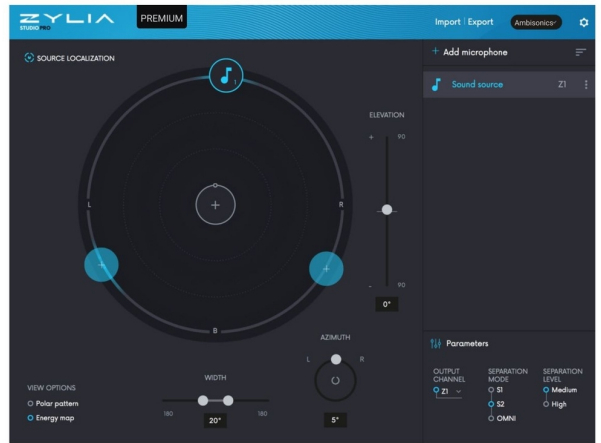 ZYLIA
STUDIO PRO
PREMIUM
Import | Export
Ambisonics
SOURCE LOCALIZATION
+ Add microphone
1
Sound source Z1
ELEVATION
+ 90
L
R
+
+
+
- 90
0°
B
AZIMUTH
L R
5°
WIDTH
180 180
20°
VIEW OPTIONS
Polar pattern
Energy map
Parameters
OUTPUT CHANNEL
Z1
SEPARATION MODE
S1
S2
OMNI
SEPARATION LEVEL
Medium
High